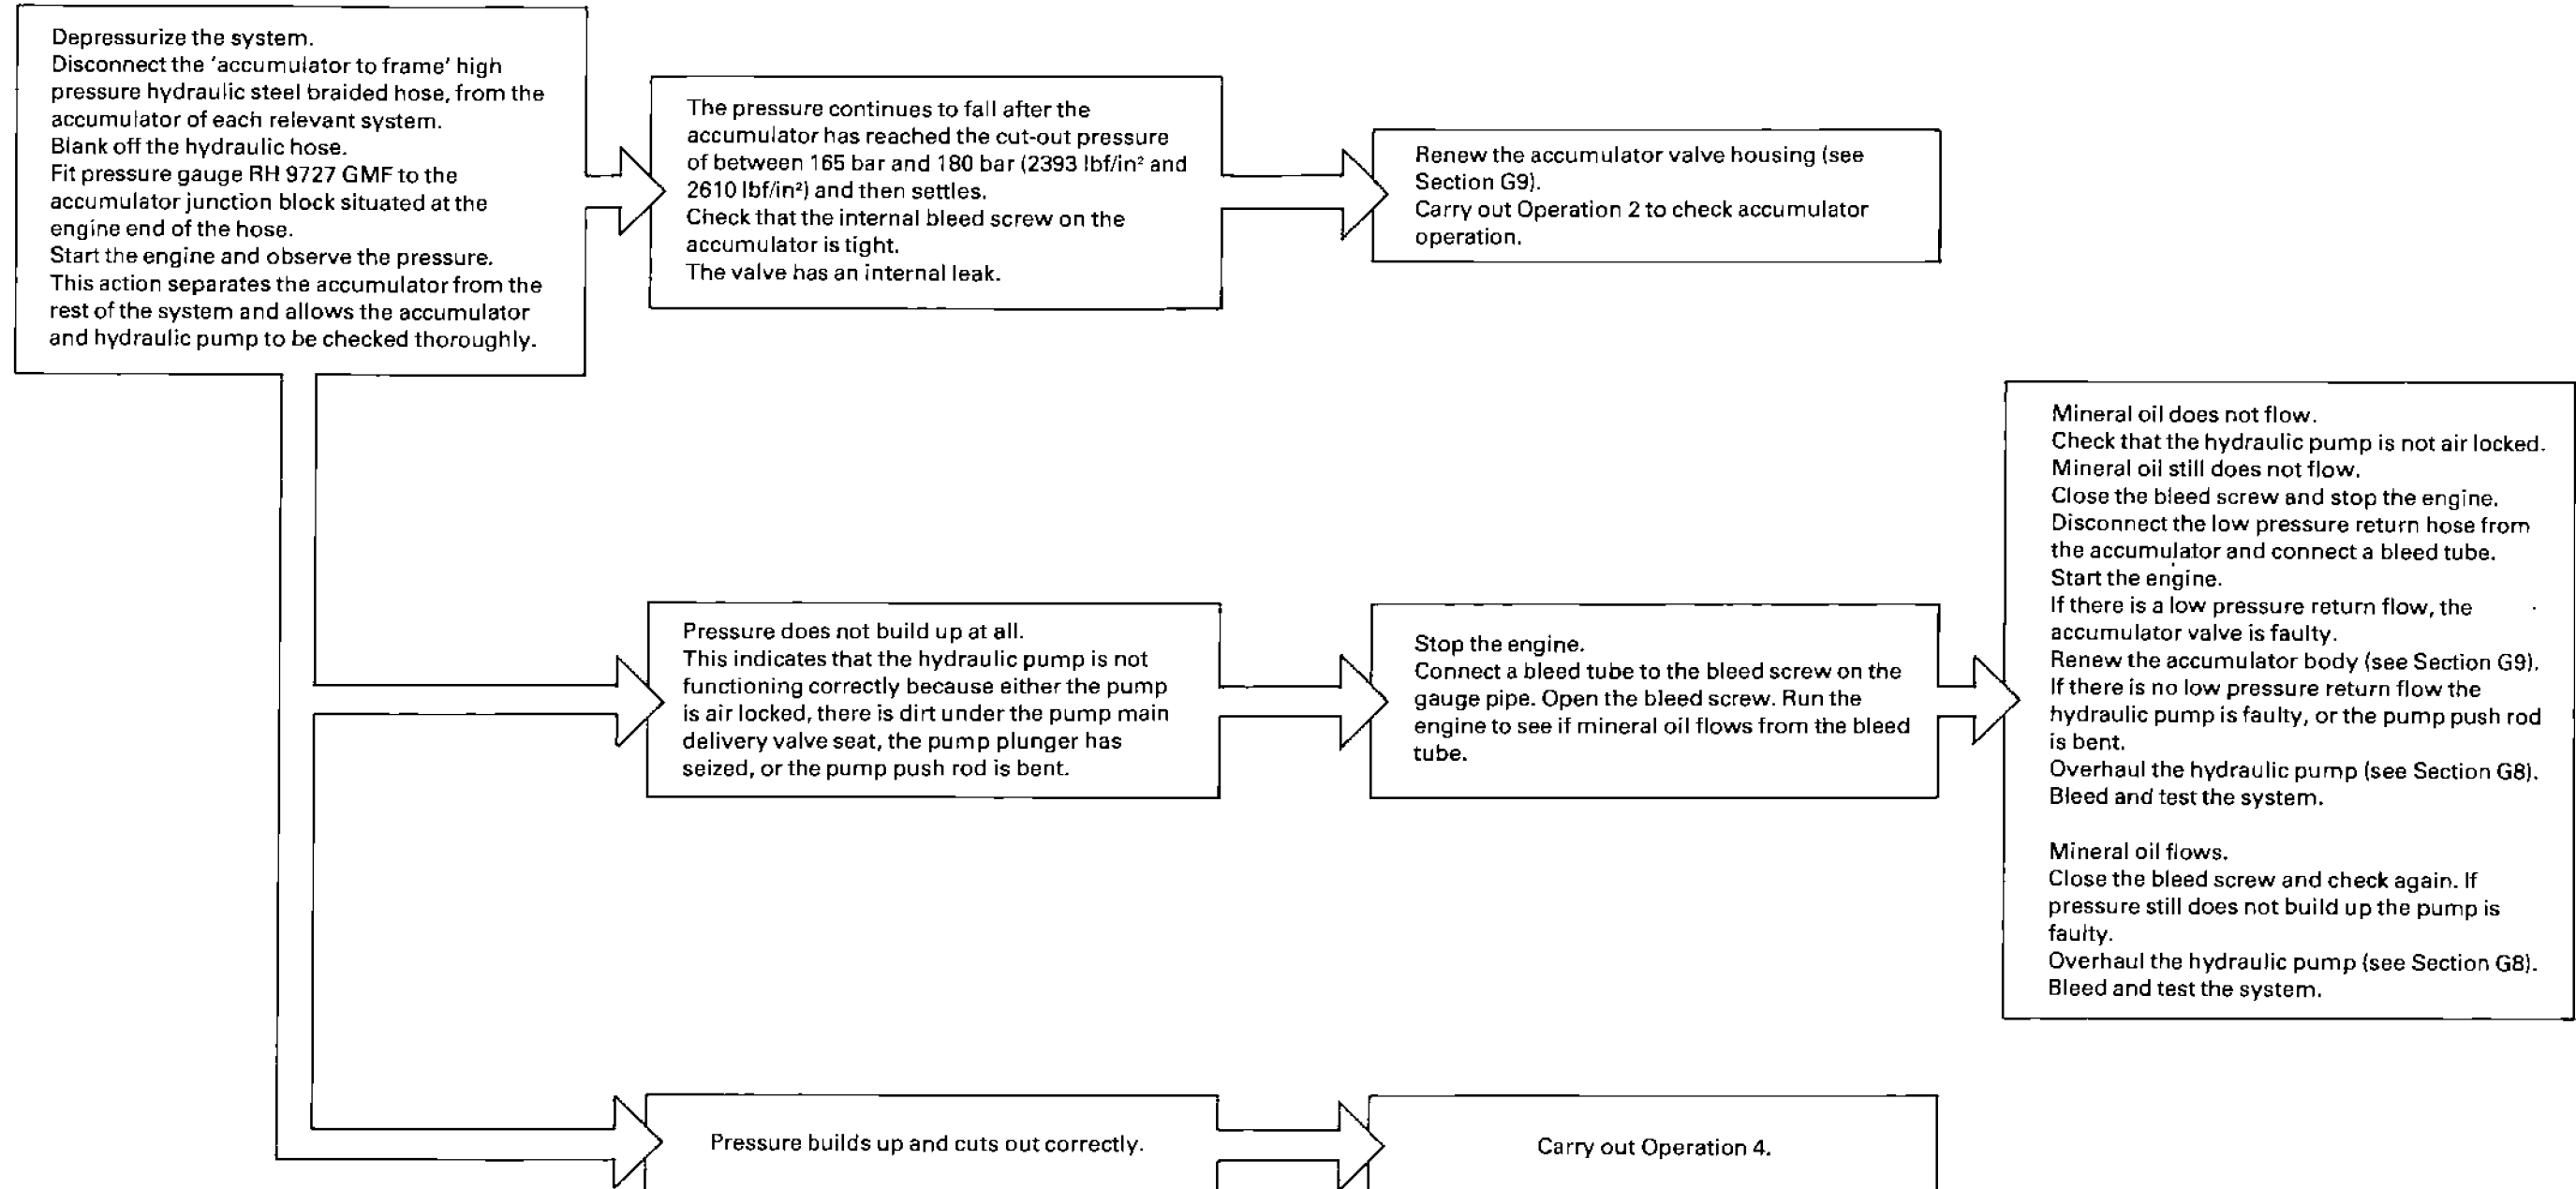 Depressurize the system.
Disconnect the 'accumulator to frame' high
pressure hydraulic steel braided hose, from the
accumulator of each relevant system.
Blank off the hydraulic hose.
Fit pressure gauge RH 9727 GMF to the
accumulator junction block situated at the
engine end of the hose.
Start the engine and observe the pressure.
This action separates the accumulator from the
rest of the system and allows the accumulator
and hydraulic pump to be checked thoroughly.
The pressure continues to fall after the
accumulator has reached the cut-out pressure
of between 165 bar and 180 bar (2393 lbf/in² and
2610 lbf/in²) and then settles.
Check that the internal bleed screw on the
accumulator is tight.
The valve has an internal leak.
Renew the accumulator valve housing (see
Section G9).
Carry out Operation 2 to check accumulator
operation.
Pressure does not build up at all.
This indicates that the hydraulic pump is not
functioning correctly because either the pump
is air locked, there is dirt under the pump main
delivery valve seat, the pump plunger has
seized, or the pump push rod is bent.
Stop the engine.
Connect a bleed tube to the bleed screw on the
gauge pipe. Open the bleed screw. Run the
engine to see if mineral oil flows from the bleed
tube.
Mineral oil does not flow.
Check that the hydraulic pump is not air locked.
Mineral oil still does not flow.
Close the bleed screw and stop the engine.
Disconnect the low pressure return hose from
the accumulator and connect a bleed tube.
Start the engine.
If there is a low pressure return flow, the
accumulator valve is faulty.
Renew the accumulator body (see Section G9).
If there is no low pressure return flow the
hydraulic pump is faulty, or the pump push rod
is bent.
Overhaul the hydraulic pump (see Section G8).
Bleed and test the system.
Mineral oil flows.
Close the bleed screw and check again. If
pressure still does not build up the pump is
faulty.
Overhaul the hydraulic pump (see Section G8).
Bleed and test the system.
Pressure builds up and cuts out correctly.
Carry out Operation 4.